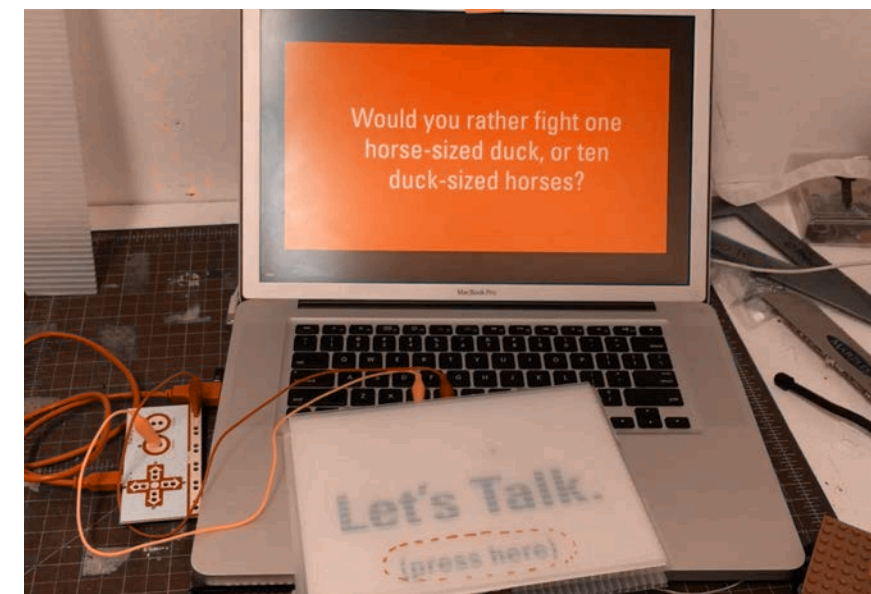 Would you rather fight one
horse-sized duck, or ten
duck-sized horses?
MacBook Pro
Let's Talk.
(press here)